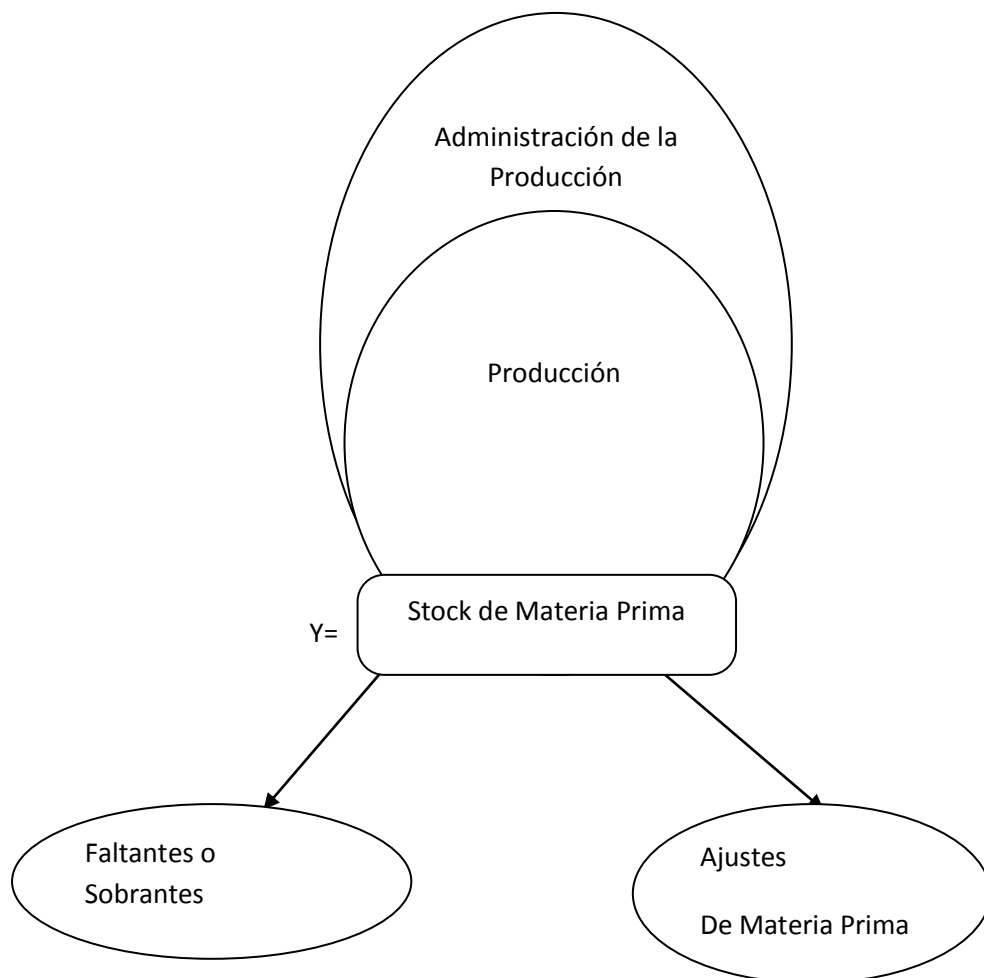 Administración de la
Producción
Producción
Stock de Materia Prima
Y=
Faltantes o
Sobrantes
Ajustes
De Materia Prima